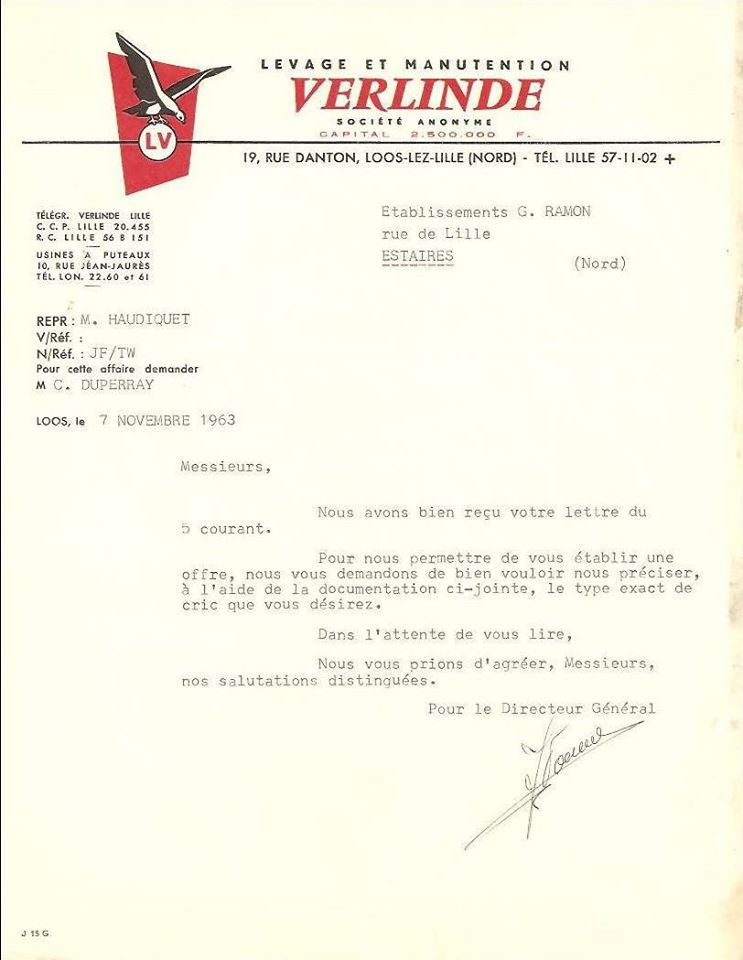 LEVAGE ET MANUTENTION
VERLINDE
SOCIÉTÉ ANONYME
CAPITAL 2.500.000 F.
LV
19, RUE DANTON, LOOS-LEZ-LILLE (NORD) - TÉL. LILLE 57-11-02 +
TÉLÉGR. VERLINDE LILLE
C. C. P. LILLE 20.455
R. C. LILLE 56 B 151
USINES A PUTEAUX
10, RUE JEAN-JAURÈS
TÉL. LON. 22.60 et 61
Etablissements G. RAMON
rue de Lille
ESTAIRES
(Nord)
REPR : M. HAUDIQUET
V/Réf. :
N/Réf. : JF/TW
Pour cette affaire demander
M C. DUPERRAY
LOOS, le 7 NOVEMBRE 1963
Messieurs,
Nous avons bien reçu votre lettre du
5 courant.
Pour nous permettre de vous établir une
offre, nous vous demandons de bien vouloir nous préciser,
à l'aide de la documentation ci-jointe, le type exact de
cric que vous désirez.
Dans l'attente de vous lire,
Nous vous prions d'agréer, Messieurs,
nos salutations distinguées.
Pour le Directeur Général
J 15 G